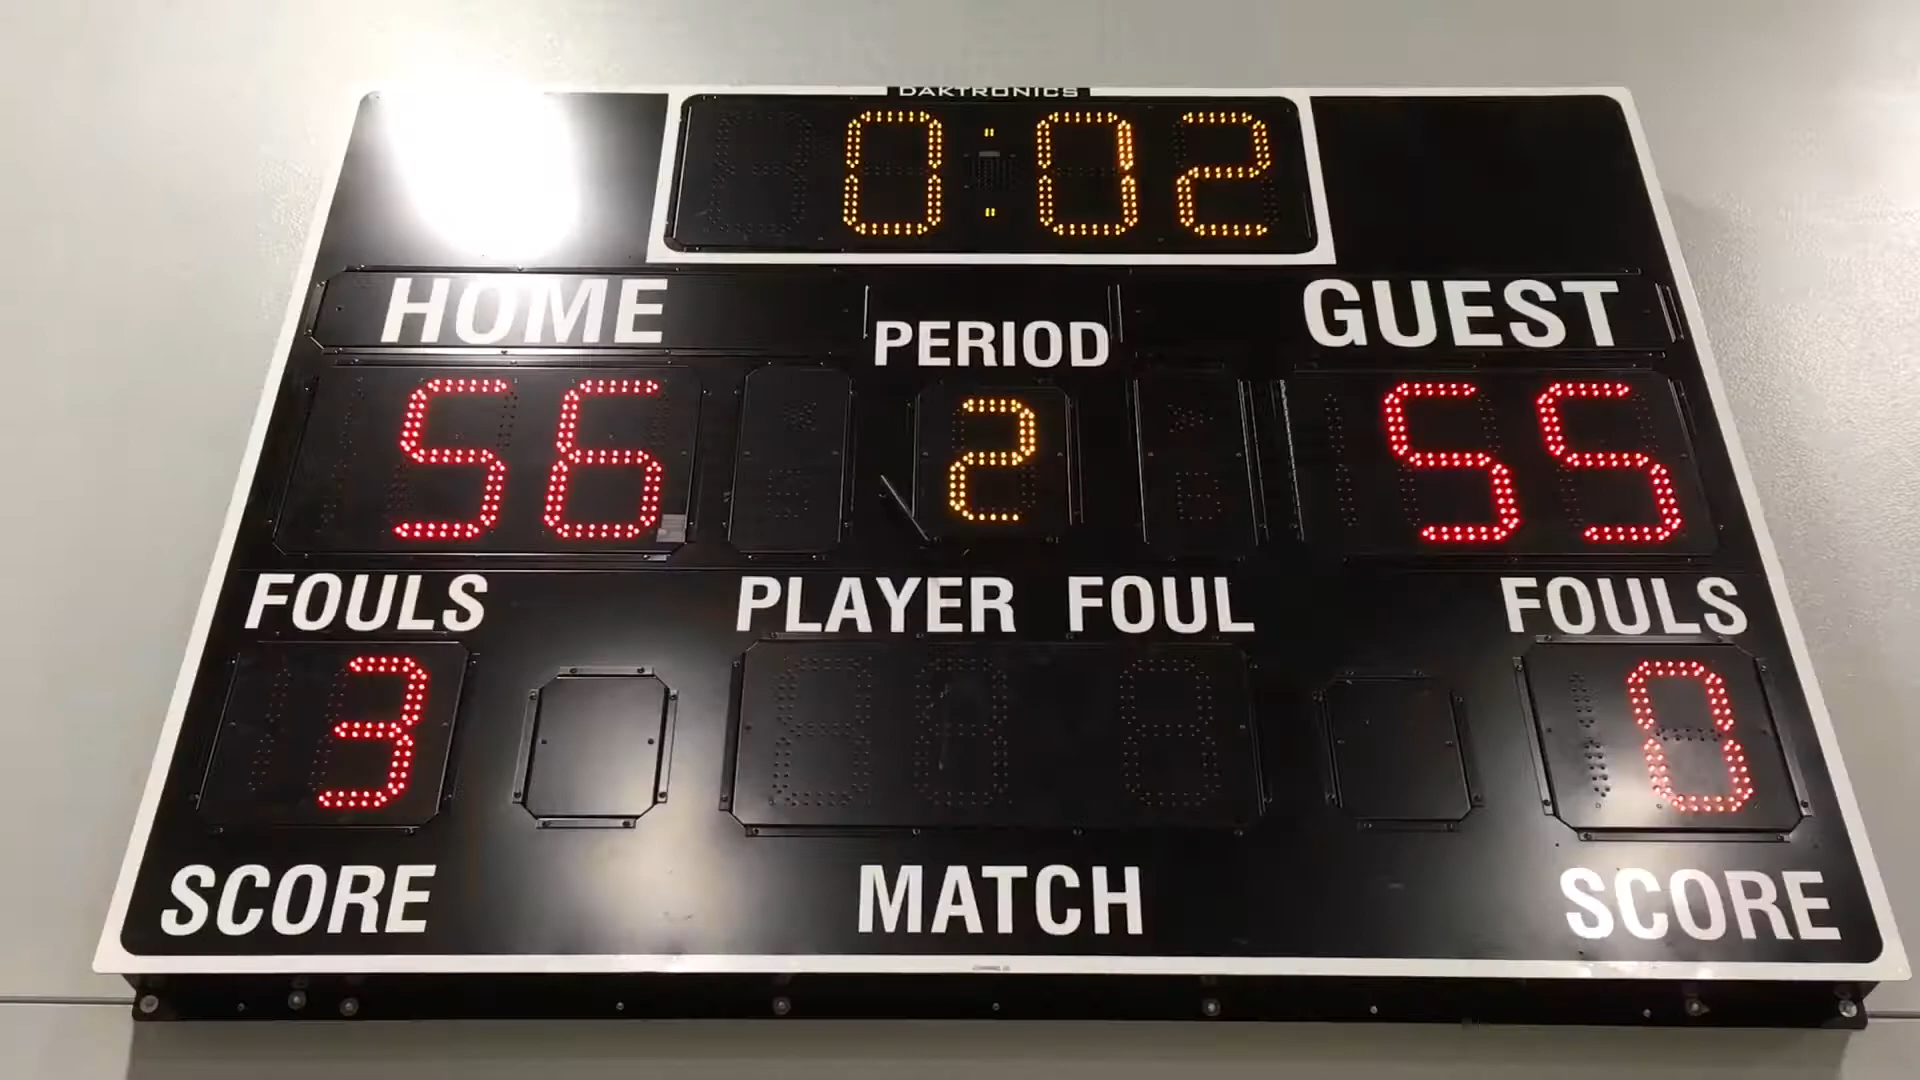 DAKTRONICS
0:02
HOME PERIOD GUEST
56 2 55
FOULS PLAYER FOUL FOULS
3 0
SCORE MATCH SCORE